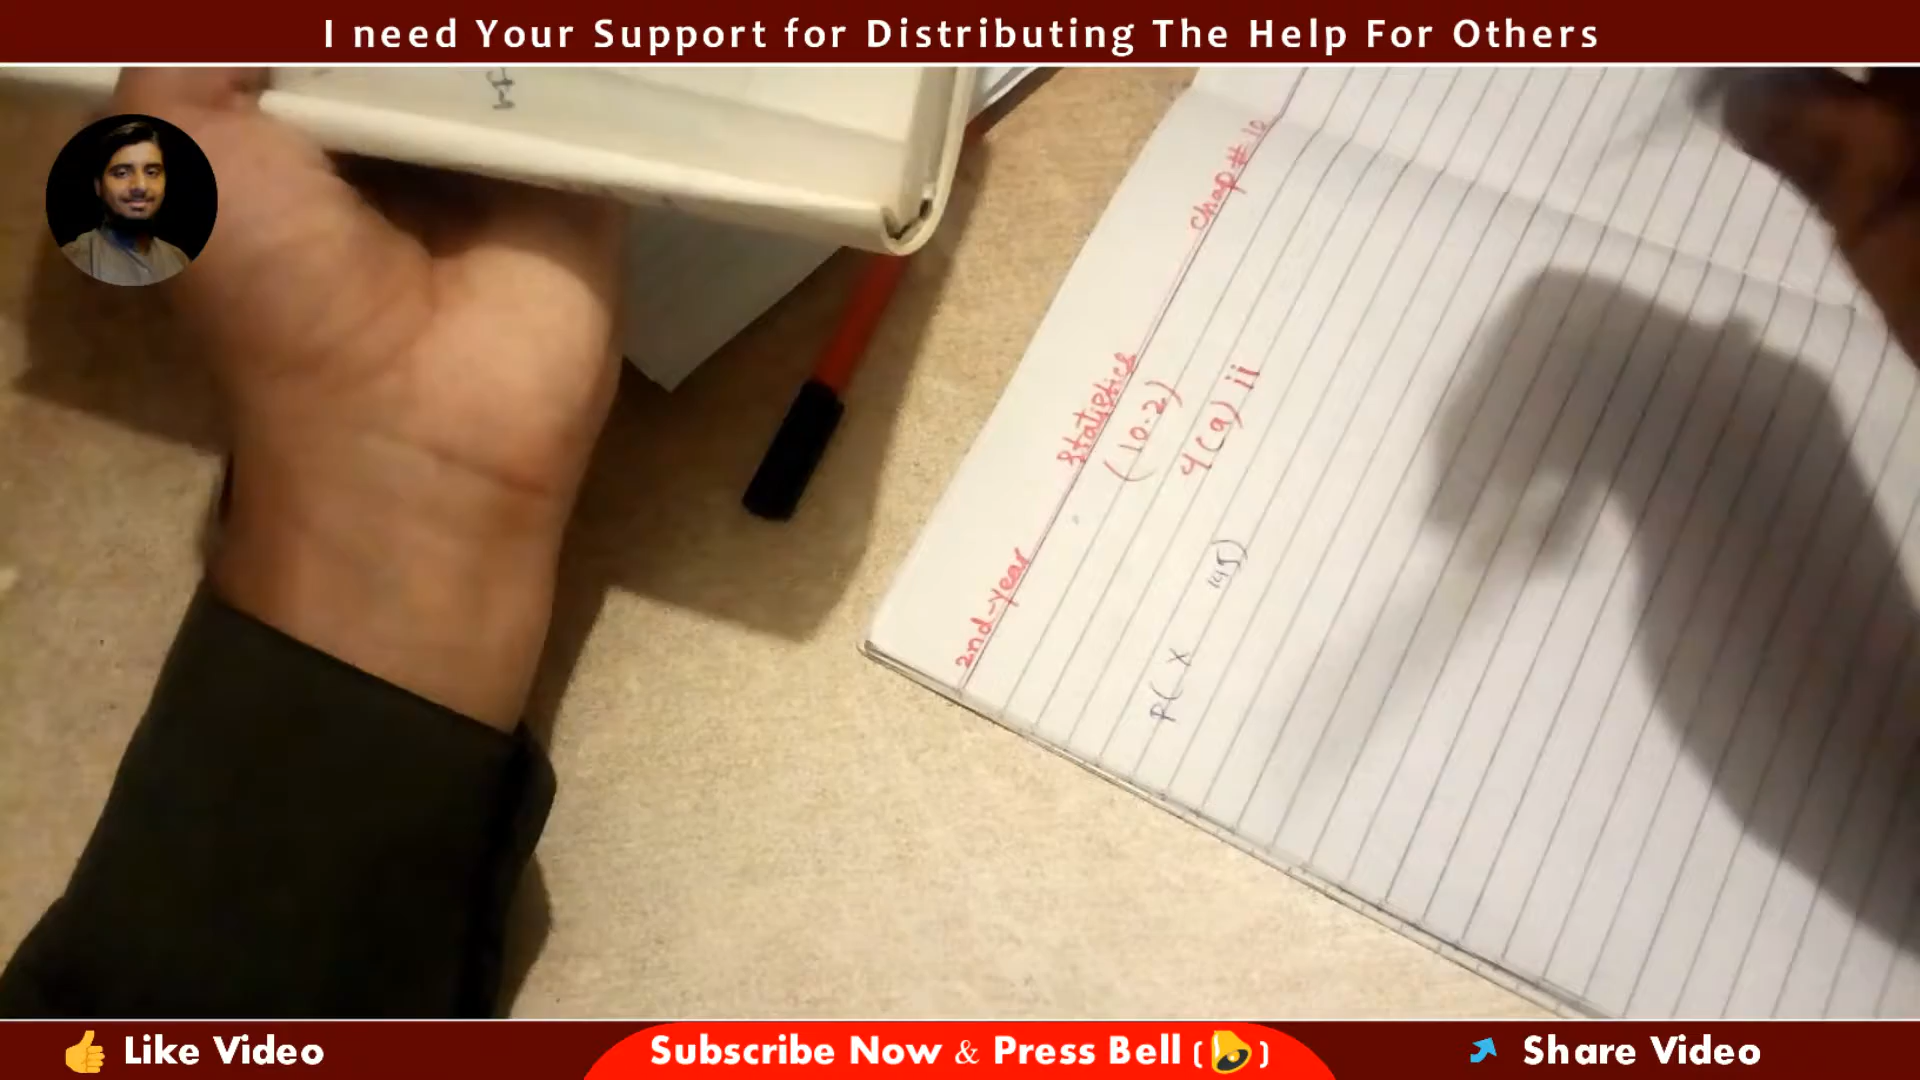 I need Your Support for Distributing The Help For Others
2nd-year Statistics Chap # 10
(10.2)
4(a) ii
P( X
Like Video
Subscribe Now & Press Bell ( )
Share Video